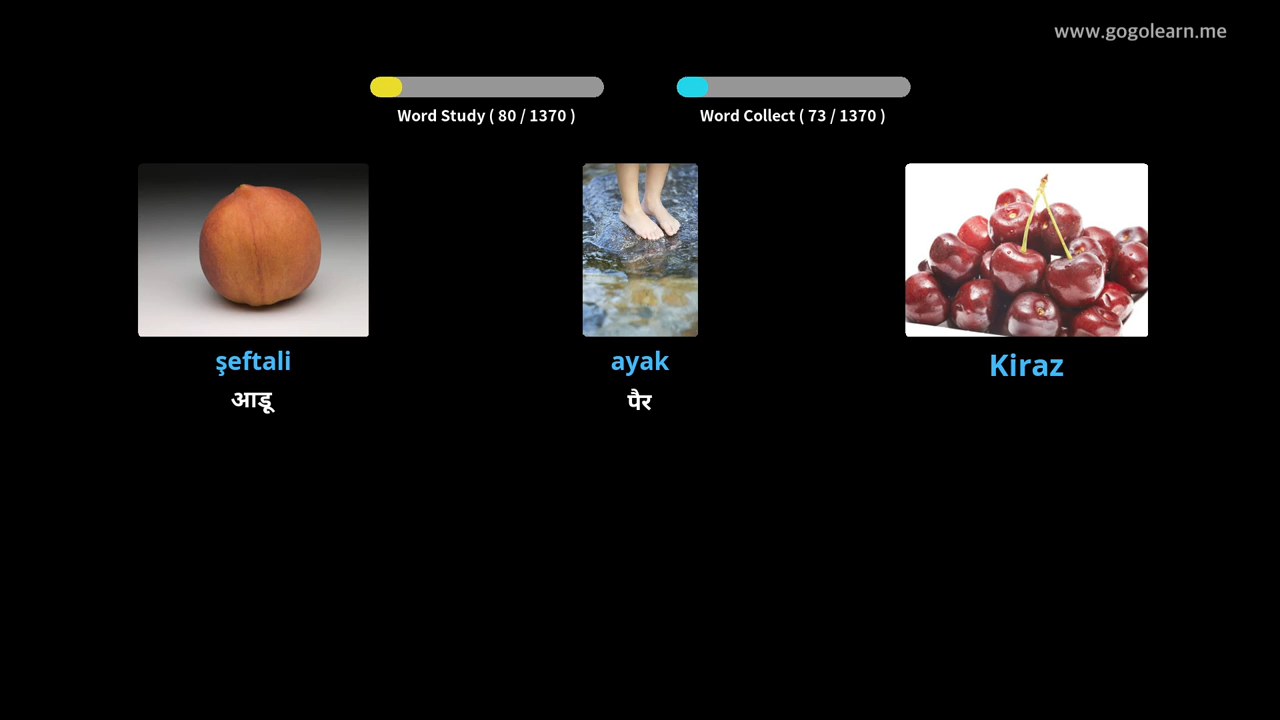 www.gogolearn.me
Word Study ( 80 / 1370 )
Word Collect ( 73 / 1370 )
şeftali
आड़ू
ayak
पैर
Kiraz